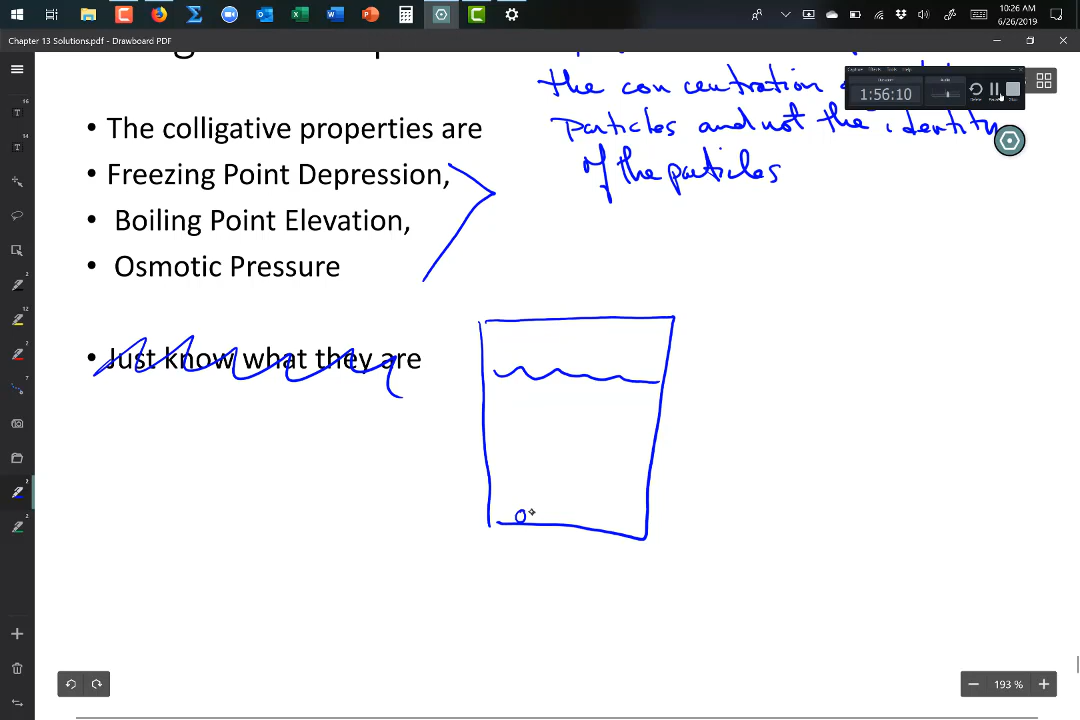 10:26 AM
6/26/2019
Chapter 13 Solutions.pdf - Drawboard PDF
the concentration
1:56:10
particles and not the identity
of the particles
• The colligative properties are
• Freezing Point Depression,
• Boiling Point Elevation,
• Osmotic Pressure
• Just know what they are
193 %